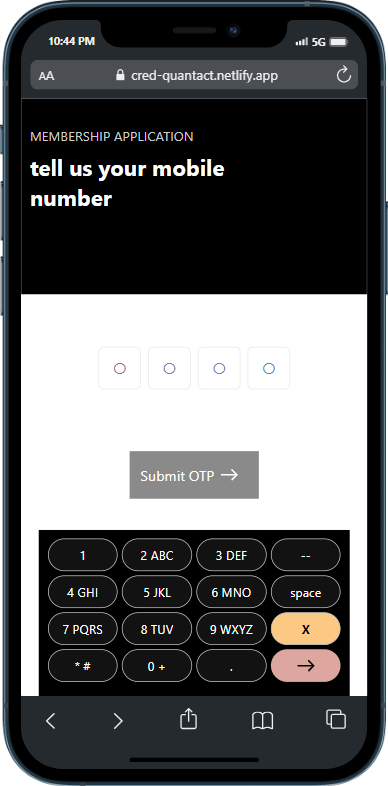 10:44 PM 5G
AA cred-quantact.netlify.app
MEMBERSHIP APPLICATION
tell us your mobile
number
Submit OTP →
1 2 ABC 3 DEF --
4 GHI 5 JKL 6 MNO space
7 PQRS 8 TUV 9 WXYZ X
* # 0 + . →